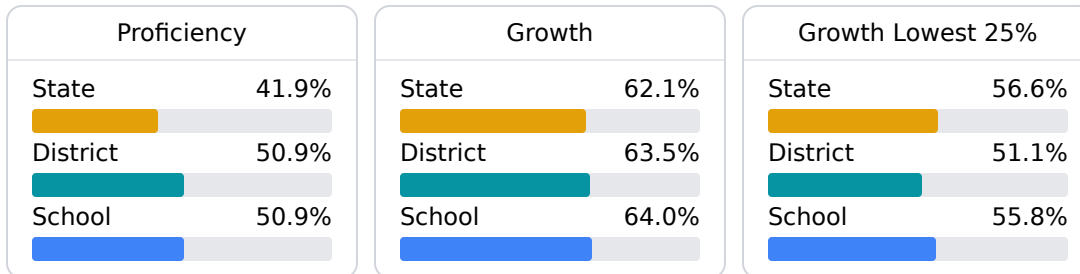 Proficiency
State 41.9%
District 50.9%
School 50.9%
Growth
State 62.1%
District 63.5%
School 64.0%
Growth Lowest 25%
State 56.6%
District 51.1%
School 55.8%